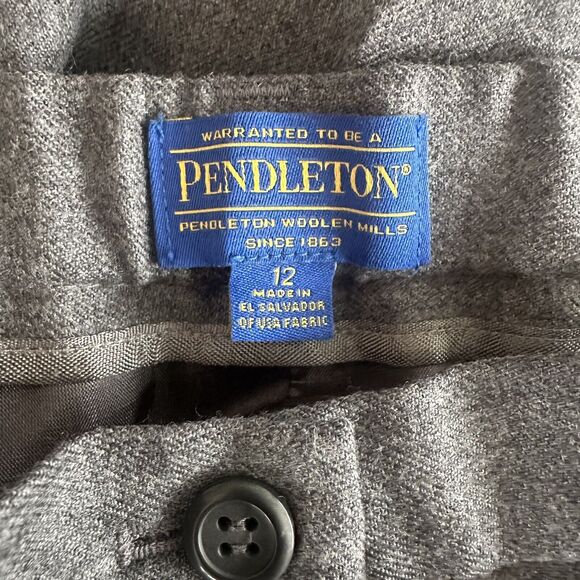 WARRANTED TO BE A
PENDLETON®
PENDLETON WOOLEN MILLS
SINCE 1863
12
MADE IN
EL SALVADOR
OF USA FABRIC